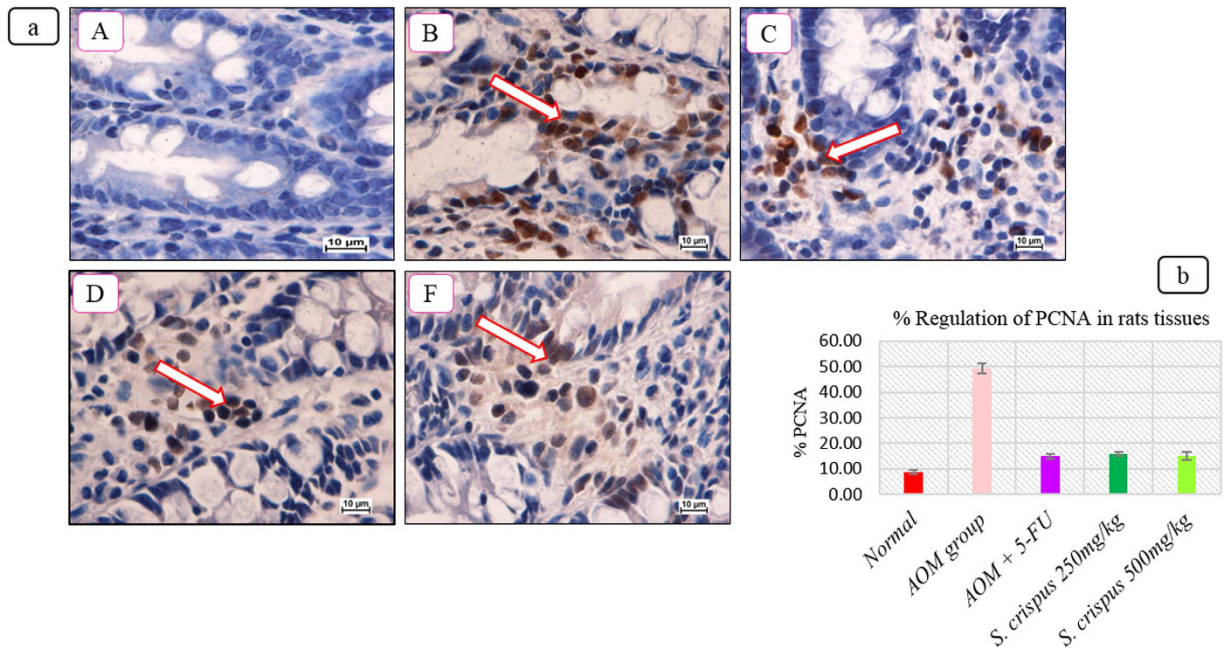 a
A
10 μm
B
10 μm
C
10 μm
D
10 μm
F
10 μm
b
% Regulation of PCNA in rats tissues
% PCNA
60.00
50.00
40.00
30.00
20.00
10.00
0.00
Normal
AOM group
AOM + 5-FU
S. crispus 250mg/kg
S. crispus 500mg/kg